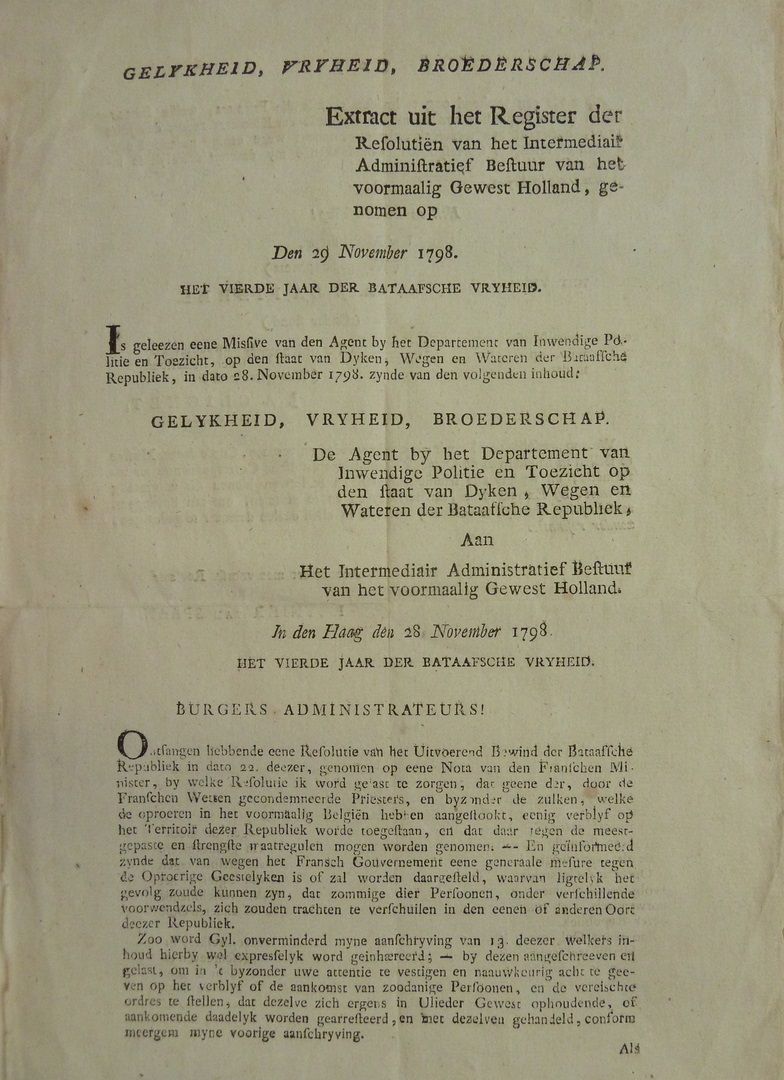 GELYKHEID, VRYHEID, BROEDERSCHAP.
Extract uit het Register der
Reſolutiën van het Intermediair
Adminiſtratief Beſtuur van het
voormaalig Gewest Holland, ge-
nomen op
Den 29 November 1798.
HET VIERDE JAAR DER BATAAFSCHE VRYHEID.
Is geleezen eene Misſive van den Agent by het Departement van Inwendige Po-
litie en Toezicht, op den ſtaat van Dyken, Wegen en Wateren der Bataaffche
Republiek, in dato 28. November 1798. zynde van den volgenden inhoud:
GELYKHEID, VRYHEID, BROEDERSCHAP.
De Agent by het Departement van
Inwendige Politie en Toezicht op
den ſtaat van Dyken, Wegen en
Wateren der Bataafſche Republiek,
Aan
Het Intermediair Adminiſtratief Beſtuur
van het voormaalig Gewest Holland.
In den Haag den 28 November 1798.
HET VIERDE JAAR DER BATAAFSCHE VRYHEID.
BURGERS ADMINISTRATEURS!
Ontfangen hebbende eene Reſolutie van het Uitvoerend Bewind der Bataafſche
Republiek in dato 22. deezer, genomen op eene Nota van den Franſchen Mi-
nister, by welke Reſolutie ik word gelast te zorgen, dat geene der, door de
Franſchen Wetten gecondemneerde Priesters, en byzonder de zulken, welke
de oproeren in het voormaalig Belgiën hebben aangeſtookt, eenig verblyf op
het Territoir dezer Republiek worde toegeſtaan, en dat daar tegen de meest-
gepaste en ſtrengſte maatregulen mogen worden genomen. — En geïnformeerd
zynde dat van wegen het Fransch Gouvernement eene generaale meſure tegen
de Oproerige Geestelyken is of zal worden daargeſteld, waarvan ligtelyk het
gevolg zoude kunnen zyn, dat zommige dier Perſoonen, onder verſchillende
voorwendzels, zich zouden trachten te verſchuilen in den eenen of anderen Oort
deezer Republiek.
Zoo word Gyl. onverminderd myne aanſchryving van 13. deezer welkers in-
houd hierby wel expresſelyk word geinhæreerd; — by dezen aangeſchreeven en
gelast, om in 't byzonder uwe attentie te vestigen en naauwkeurig acht te gee-
ven op het verblyf of de aankomst van zoodanige Perſoonen, en de vereischte
ordres te ſtellen, dat dezelve zich ergens in Ulieder Gewest ophoudende, of
aankomende daadelyk worden gearreſteerd, en met dezelven gehandeld, conform
meergem myne voorige aanſchryving.
Als